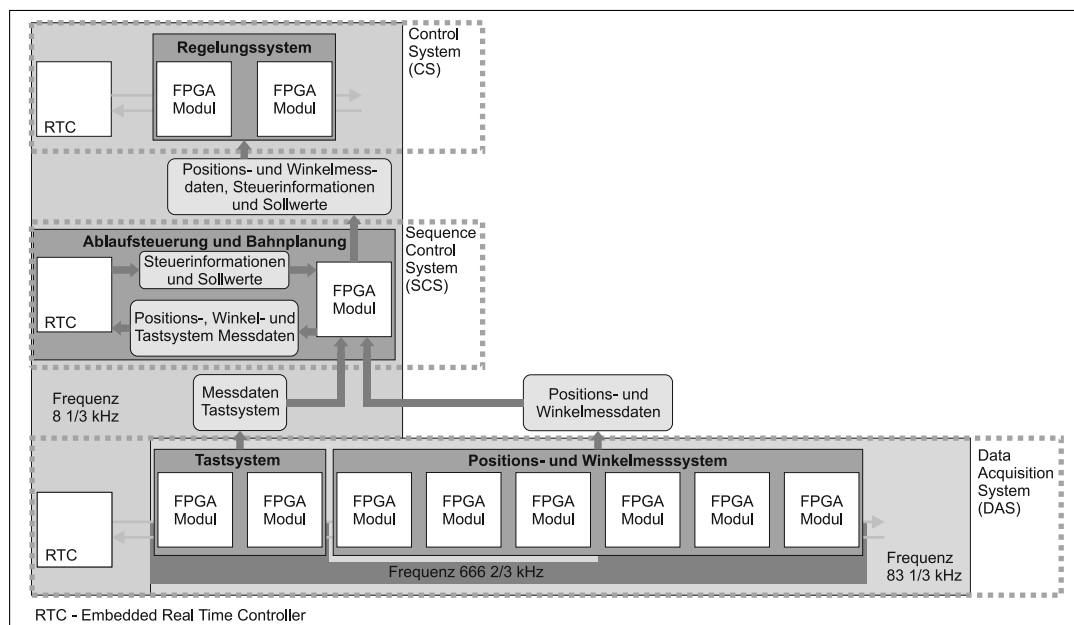 Regelungssystem
Control
System
(CS)
RTC
FPGA
Modul
FPGA
Modul
Positions- und Winkelmess-
daten, Steuerinformationen
und Sollwerte
Ablaufsteuerung und Bahnplanung
Sequence
Control
System
(SCS)
RTC
Steuerinformationen
und Sollwerte
FPGA
Modul
Positions-, Winkel- und
Tastsystem Messdaten
Frequenz
8 1/3 kHz
Messdaten
Tastsystem
Positions- und
Winkelmessdaten
Tastsystem
Positions- und Winkelmesssystem
Data
Acquisition
System
(DAS)
RTC
FPGA
Modul
FPGA
Modul
FPGA
Modul
FPGA
Modul
FPGA
Modul
FPGA
Modul
FPGA
Modul
FPGA
Modul
Frequenz 666 2/3 kHz
Frequenz
83 1/3 kHz
RTC - Embedded Real Time Controller